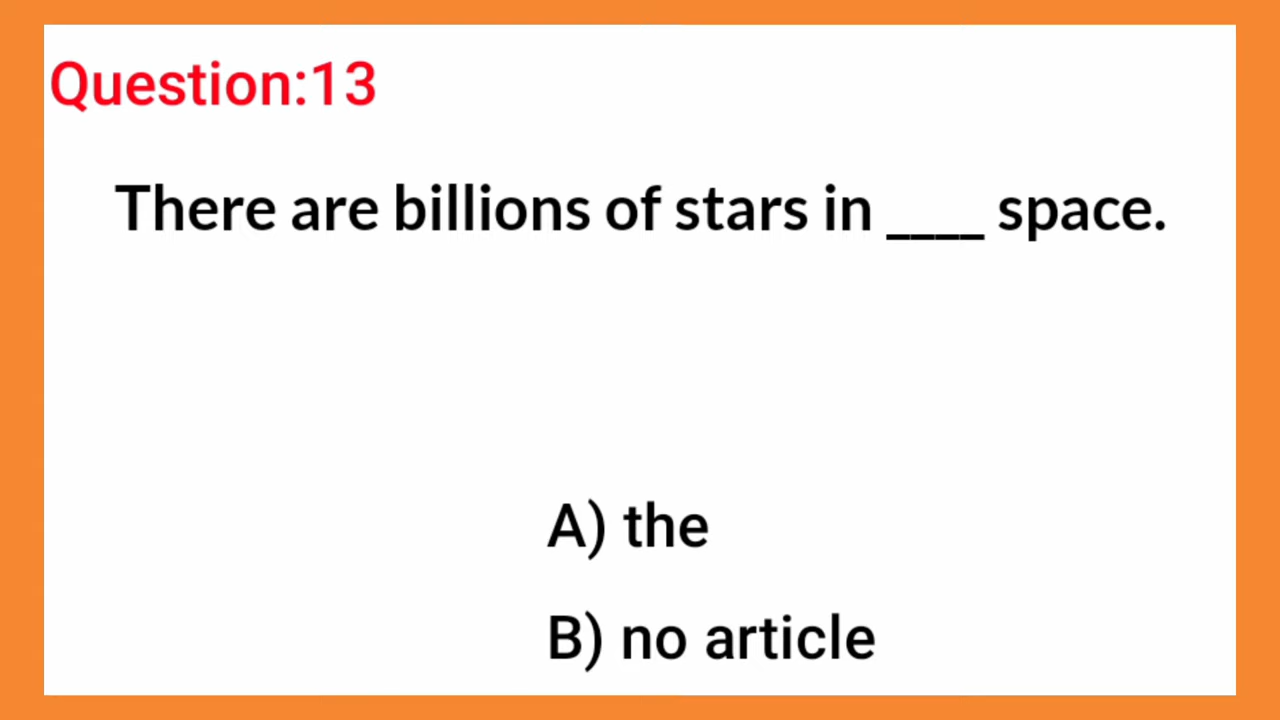 Question:13
There are billions of stars in ____ space.
A) the
B) no article